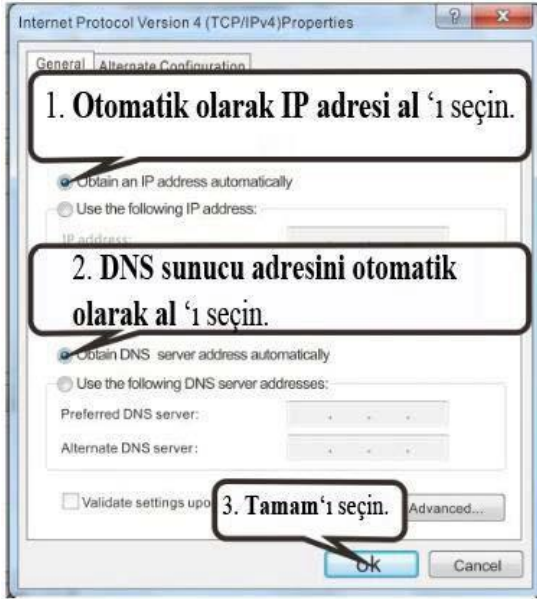 Internet Protocol Version 4 (TCP/IPv4)Properties
General Alternate Configuration
1. Otomatik olarak IP adresi al ‘ı seçin.
Obtain an IP address automatically
Use the following IP address:
IP address:
2. DNS sunucu adresini otomatik
olarak al ‘ı seçin.
Obtain DNS server address automatically
Use the following DNS server addresses:
Preferred DNS server:
Alternate DNS server:
Validate settings upo
3. Tamam‘ı seçin.
Advanced...
ok
Cancel